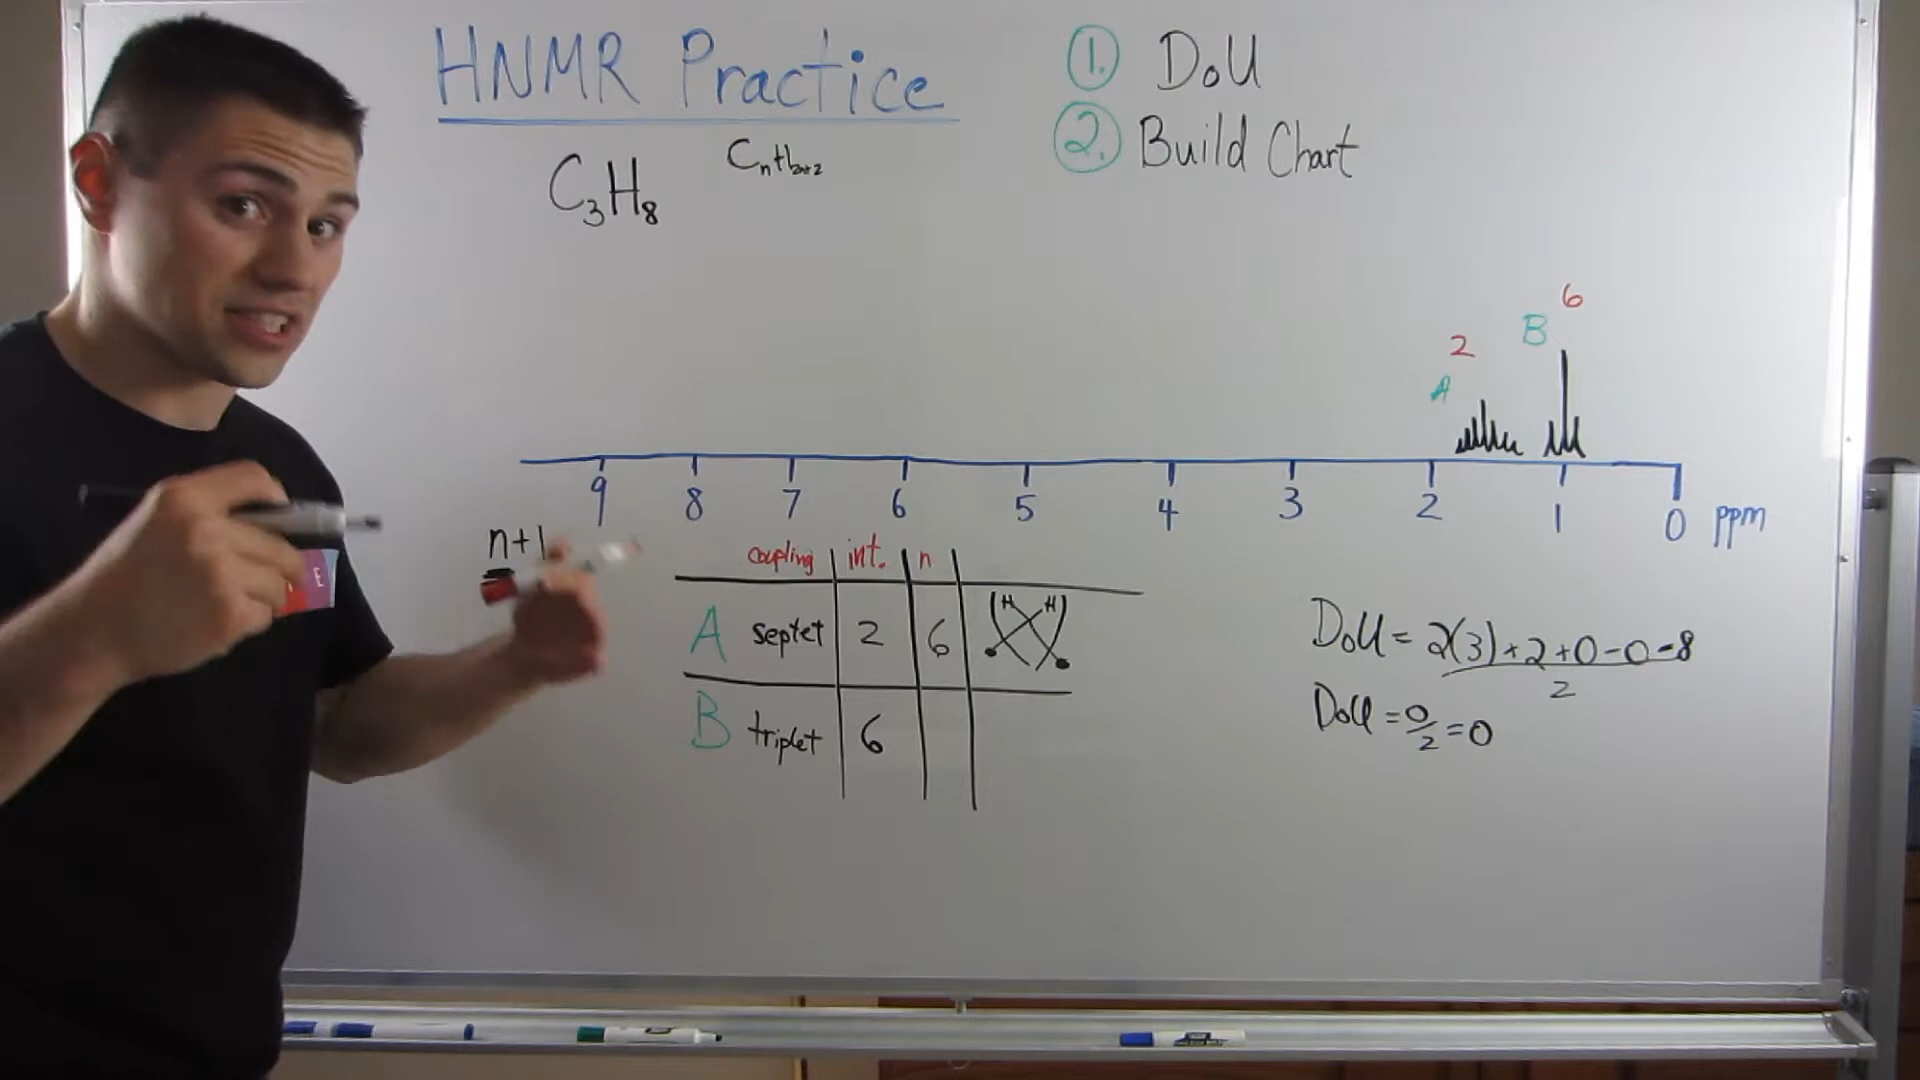 HNMR Practice
1. DoU
2. Build Chart
C3H8
CnH2n+2
6
B
2
A
9 8 7 6 5 4 3 2 1 0 ppm
n+1
coupling int. n
A septet 2 6
H H
B triplet 6
DoU = 2(3)+2+0-0-8
2
DoU = 0/2 = 0
E